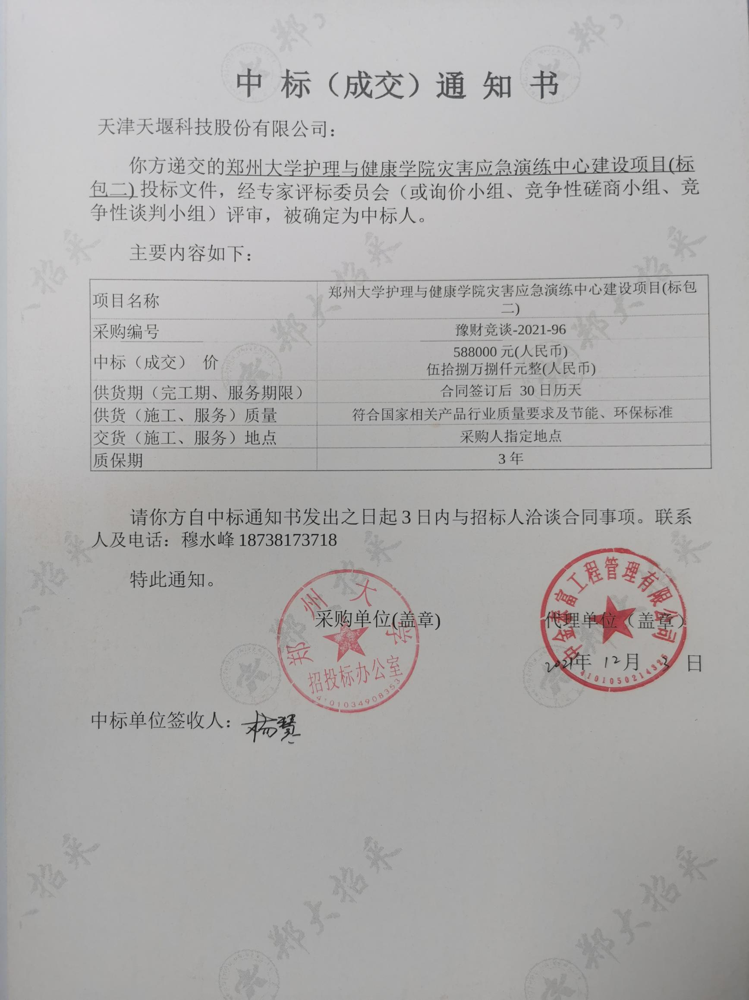 中标（成交）通知书
天津天堰科技股份有限公司：
你方递交的郑州大学护理与健康学院灾害应急演练中心建设项目(标
包二)投标文件，经专家评标委员会（或询价小组、竞争性磋商小组、竞
争性谈判小组）评审，被确定为中标人。
主要内容如下：
项目名称
郑州大学护理与健康学院灾害应急演练中心建设项目(标包
二)
采购编号
豫财竞谈-2021-96
中标（成交） 价
588000 元(人民币)
伍拾捌万捌仟元整(人民币)
供货期（完工期、服务期限）
合同签订后 30 日历天
供货（施工、服务）质量
符合国家相关产品行业质量要求及节能、环保标准
交货（施工、服务）地点
采购人指定地点
质保期
3 年
请你方自中标通知书发出之日起 3 日内与招标人洽谈合同事项。联系
人及电话：穆水峰 18738173718
特此通知。
采购单位(盖章)
代理单位（盖章）
郑州大学
招投标办公室
4101034908353
中金泰富工程管理有限公司
2021年 12月 3 日
中标单位签收人：
郑大招采